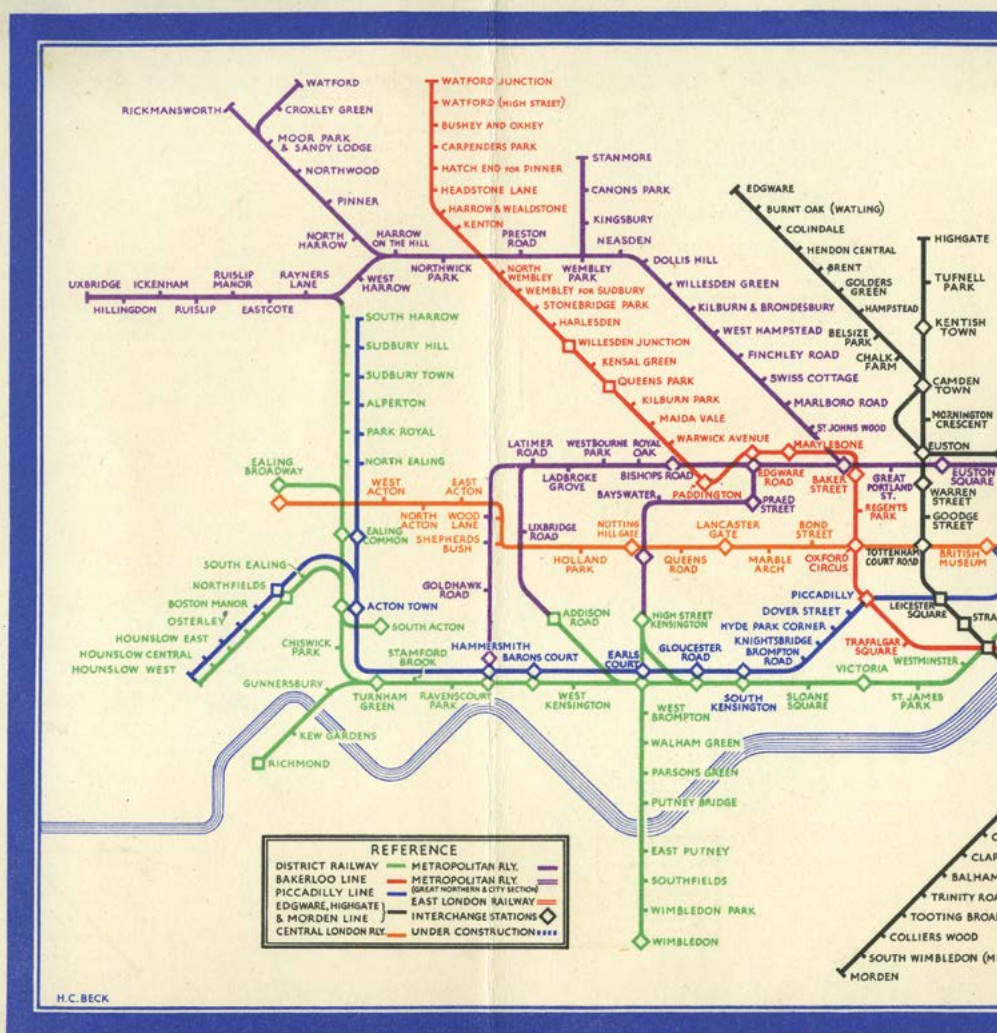 WATFORD
CROXLEY GREEN
RICKMANSWORTH
MOOR PARK
& SANDY LODGE
NORTHWOOD
PINNER
NORTH
HARROW
HARROW
ON THE HILL
WEST
HARROW
NORTHWICK
PARK
PRESTON
ROAD
WEMBLEY
PARK
STANMORE
CANONS PARK
KINGSBURY
NEASDEN
DOLLIS HILL
WILLESDEN GREEN
KILBURN & BRONDESBURY
WEST HAMPSTEAD
FINCHLEY ROAD
SWISS COTTAGE
MARLBORO ROAD
ST JOHNS WOOD
UXBRIDGE
HILLINGDON
ICKENHAM
RUISLIP
RUISLIP
MANOR
EASTCOTE
RAYNERS
LANE
WATFORD JUNCTION
WATFORD (HIGH STREET)
BUSHEY AND OXHEY
CARPENDERS PARK
HATCH END FOR PINNER
HEADSTONE LANE
HARROW & WEALDSTONE
KENTON
NORTH
WEMBLEY
WEMBLEY FOR SUDBURY
STONEBRIDGE PARK
HARLESDEN
WILLESDEN JUNCTION
KENSAL GREEN
QUEENS PARK
KILBURN PARK
MAIDA VALE
WARWICK AVENUE
PADDINGTON
EDGWARE
ROAD
MARYLEBONE
BAKER
STREET
REGENTS
PARK
OXFORD
CIRCUS
EDGWARE
BURNT OAK (WATLING)
COLINDALE
HENDON CENTRAL
BRENT
GOLDERS
GREEN
HAMPSTEAD
BELSIZE
PARK
CHALK
FARM
HIGHGATE
TUFNELL
PARK
KENTISH
TOWN
CAMDEN
TOWN
MORNINGTON
CRESCENT
EUSTON
EUSTON
SQUARE
WARREN
STREET
GOODGE
STREET
TOTTENHAM
COURT ROAD
LEICESTER
SQUARE
STRA
SOUTH HARROW
SUDBURY HILL
SUDBURY TOWN
ALPERTON
PARK ROYAL
NORTH EALING
EALING
BROADWAY
EALING
COMMON
WEST
ACTON
NORTH
ACTON
EAST
ACTON
WOOD
LANE
SHEPHERDS
BUSH
LATIMER
ROAD
LADBROKE
GROVE
WESTBOURNE
PARK
ROYAL
OAK
BISHOPS ROAD
BAYSWATER
PRAED
STREET
GREAT
PORTLAND
ST.
UXBRIDGE
ROAD
HOLLAND
PARK
NOTTING
HILL GATE
QUEENS
ROAD
LANCASTER
GATE
MARBLE
ARCH
BOND
STREET
BRITISH
MUSEUM
GOLDHAWK
ROAD
HAMMERSMITH
ADDISON
ROAD
HIGH STREET
KENSINGTON
SOUTH EALING
NORTHFIELDS
BOSTON MANOR
OSTERLEY
HOUNSLOW EAST
HOUNSLOW CENTRAL
HOUNSLOW WEST
ACTON TOWN
SOUTH ACTON
CHISWICK
PARK
GUNNERSBURY
KEW GARDENS
RICHMOND
TURNHAM
GREEN
STAMFORD
BROOK
RAVENSCOURT
PARK
BARONS COURT
WEST
KENSINGTON
EARLS
COURT
GLOUCESTER
ROAD
SOUTH
KENSINGTON
BROMPTON
ROAD
KNIGHTSBRIDGE
HYDE PARK CORNER
DOVER STREET
PICCADILLY
TRAFALGAR
SQUARE
SLOANE
SQUARE
VICTORIA
ST. JAMES
PARK
WESTMINSTER
WEST
BROMPTON
WALHAM GREEN
PARSONS GREEN
PUTNEY BRIDGE
EAST PUTNEY
SOUTHFIELDS
WIMBLEDON PARK
WIMBLEDON
C
CLAP
BALHAM
TRINITY ROA
TOOTING BROA
COLLIERS WOOD
SOUTH WIMBLEDON (ME
MORDEN
REFERENCE
DISTRICT RAILWAY
BAKERLOO LINE
PICCADILLY LINE
EDGWARE, HIGHGATE
& MORDEN LINE
CENTRAL LONDON RLY.
METROPOLITAN RLY.
METROPOLITAN RLY.
(GREAT NORTHERN & CITY SECTION)
EAST LONDON RAILWAY
INTERCHANGE STATIONS
UNDER CONSTRUCTION
H.C. BECK